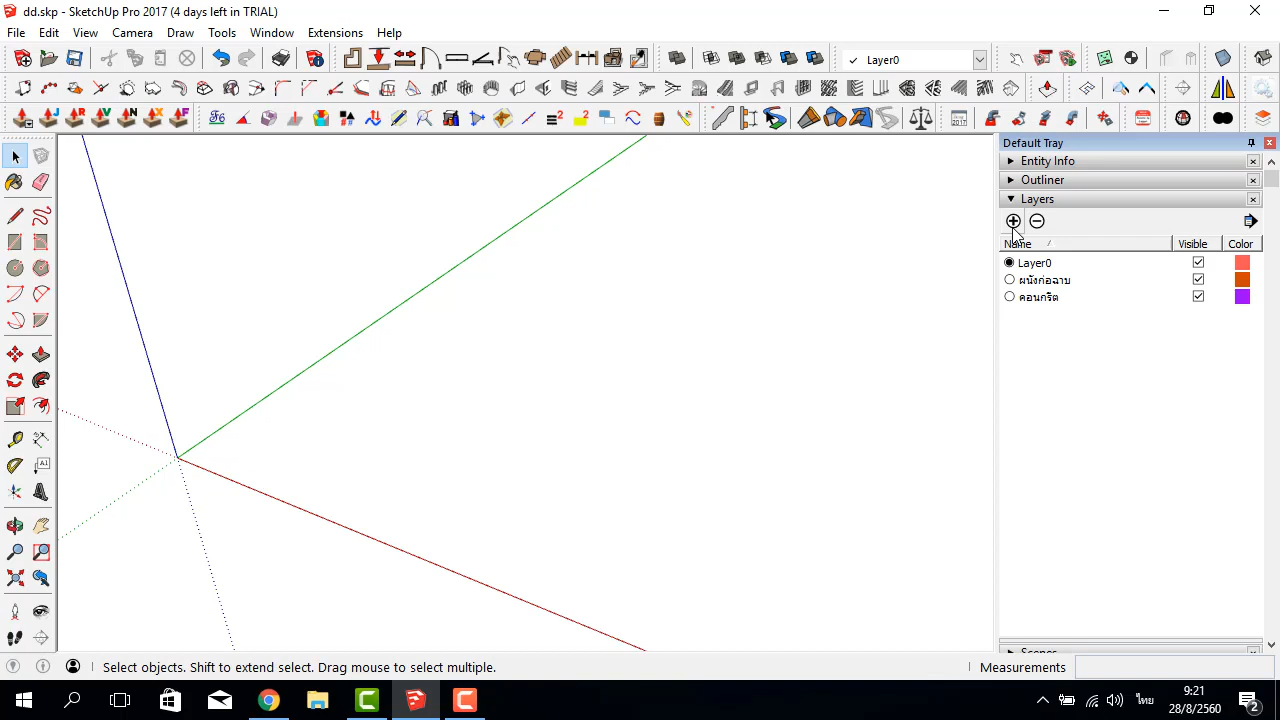 dd.skp - SketchUp Pro 2017 (4 days left in TRIAL)
File Edit View Camera Draw Tools Window Extensions Help
Layer0
Default Tray
Entity Info
Outliner
Layers
Name Visible Color
Layer0
ผนังก่อฉาบ
คอนกรีต
Select objects. Shift to extend select. Drag mouse to select multiple.
Measurements
ไทย
9:21
28/8/2560
2